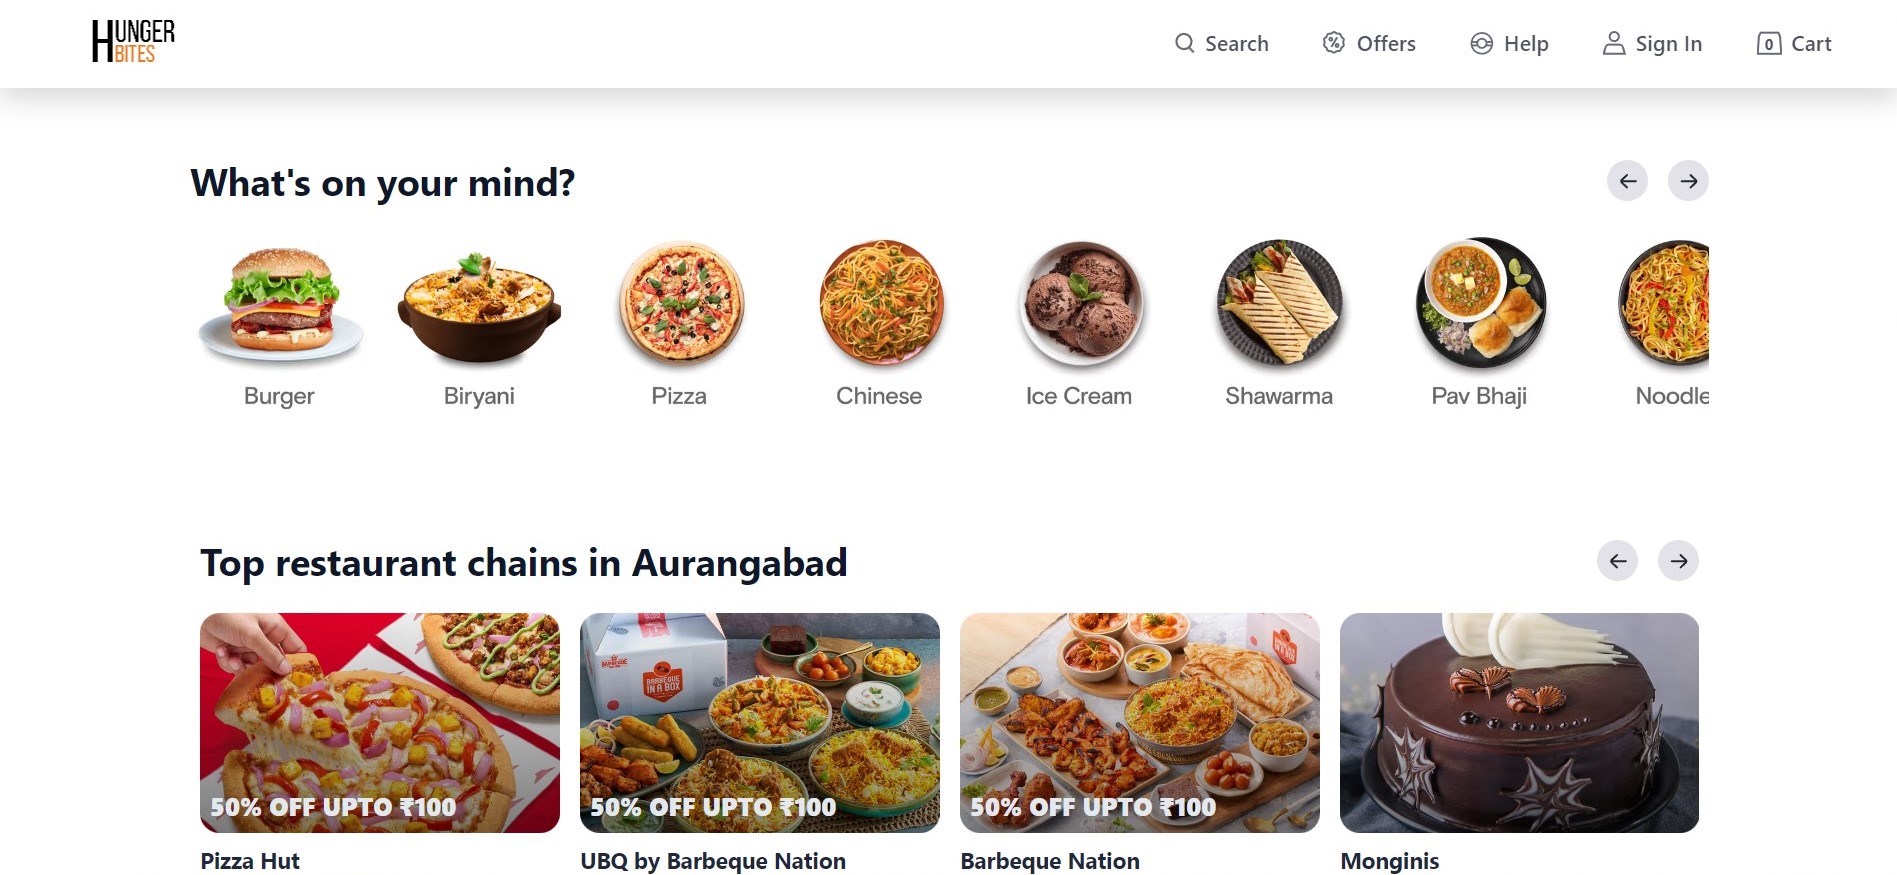 HUNGER
BITES
Search
Offers
Help
Sign In
0
Cart
What's on your mind?
Burger
Biryani
Pizza
Chinese
Ice Cream
Shawarma
Pav Bhaji
Noodle
Top restaurant chains in Aurangabad
BARBEQUE
BARBEQUE
IN A BOX
50% OFF UPTO ₹100
50% OFF UPTO ₹100
50% OFF UPTO ₹100
Pizza Hut
UBQ by Barbeque Nation
Barbeque Nation
Monginis